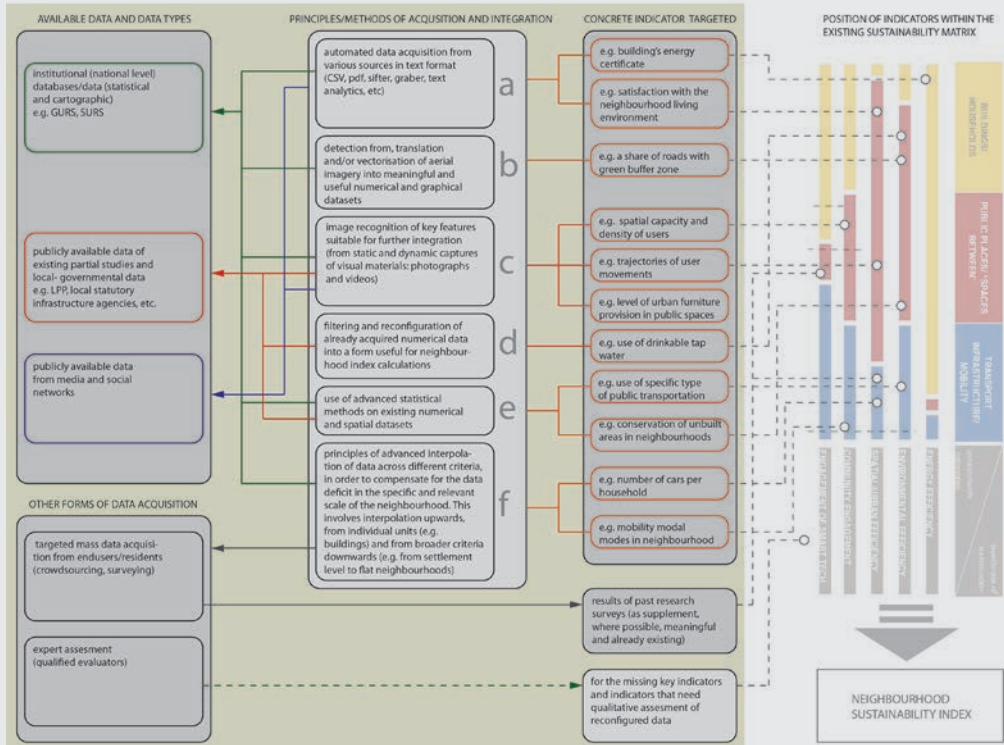 AVAILABLE DATA AND DATA TYPES
institutional (national level)
databases/data (statistical
and cartographic)
e.g. GURS, SURS
publicly available data of
existing partial studies and
local- governmental data
e.g. LPP, local statutory
infrastructure agencies, etc.
publicly available data
from media and social
networks
OTHER FORMS OF DATA ACQUISITION
targeted mass data acquisi-
tion from endusers/residents
(crowdsourcing, surveying)
expert assesment
(qualified evaluators)
PRINCIPLES/METHODS OF ACQUSITION AND INTEGRATION
automated data acquisition from
various sources in text format
(CSV, pdf, sifter, graber, text
analytics, etc)
a
detection from, translation
and/or vectorisation of aerial
imagery into meaningful and
useful numerical and graphical
datasets
b
image recognition of key features
suitable for further integration
(from static and dynamic captures
of visual materials: photographs
and videos)
c
filtering and reconfiguration of
already acquired numerical data
into a form useful for neighbour-
hood index calculations
d
use of advanced statistical
methods on existing numerical
and spatial datasets
e
principles of advanced interpola-
tion of data across different criteria,
in order to compensate for the data
deficit in the specific and relevant
scale of the neighbourhood. This
involves interpolation upwards,
from individual units (e.g.
buildings) and from broader criteria
downwards (e.g. from settlement
level to flat neighbourhoods)
f
CONCRETE INDICATOR TARGETED
e.g. building's energy
certificate
e.g. satisfaction with the
neighbourhood living
environment
e.g. a share of roads with
green buffer zone
e.g. spatial capacity and
density of users
e.g. trajectories of user
movements
e.g. level of urban furniture
provision in public spaces
e.g. use of drinkable tap
water
e.g. use of specific type
of public transportation
e.g. conservation of unbuilt
areas in neighbourhoods
e.g. number of cars per
household
e.g. mobility modal
modes in neighbourhood
results of past research
surveys (as supplement,
where possible, meaningful
and already existing)
for the missing key indicators
and indicators that need
qualitative assesment of
reconfigured data
POSITION OF INDICATORS WITHIN THE
EXISTING SUSTAINABILITY MATRIX
BUILDINGS/
HOUSEHOLDS
PUBLIC PLACES/ 'SPACES
BETWEEN'
TRANSPORT
INFRASTRUCTURE/
MOBILITY
COMMUNITY ENGAGEMENT
SPATIAL/URBAN EFFICIENCY
ENVIRONMENTAL EFFICIENCY
ENERGY EFFICIENCY
NEIGHBOURHOOD
SUSTAINABILITY INDEX